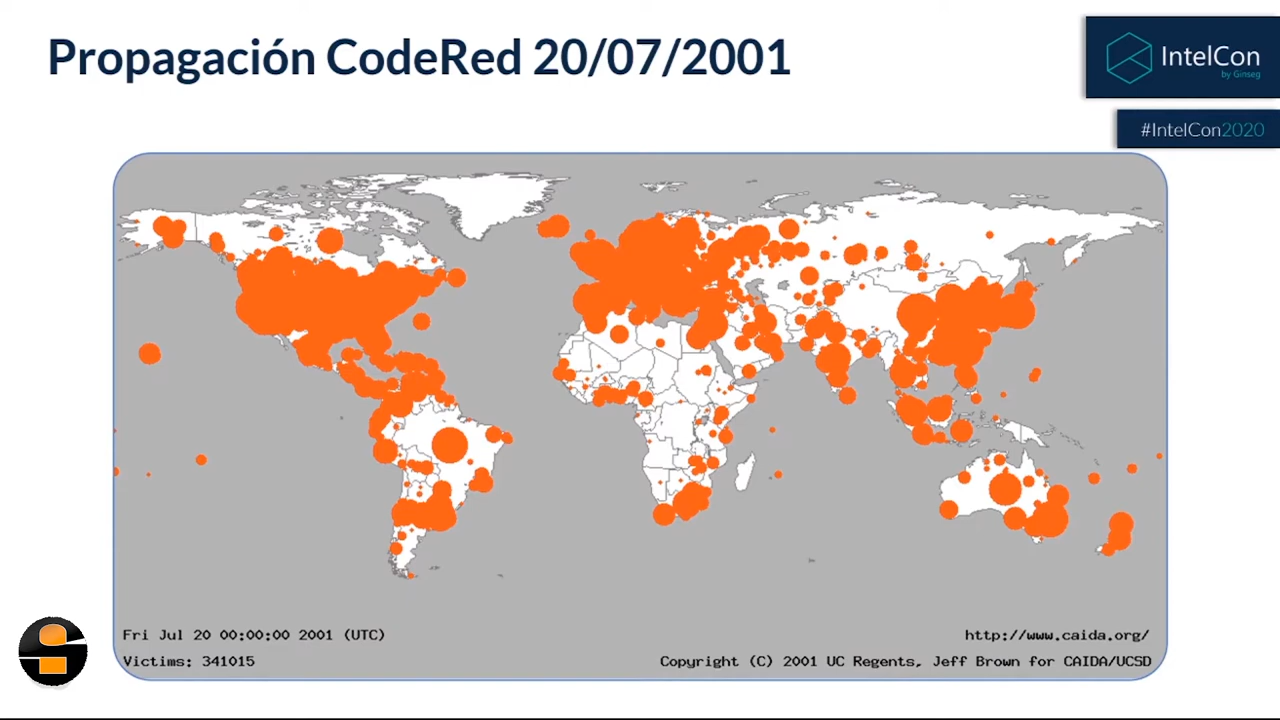 Propagación CodeRed 20/07/2001
IntelCon
by Ginseg
#IntelCon2020
Fri Jul 20 00:00:00 2001 (UTC)
http://www.caida.org/
Victims: 341015
Copyright (C) 2001 UC Regents, Jeff Brown for CAIDA/UCSD